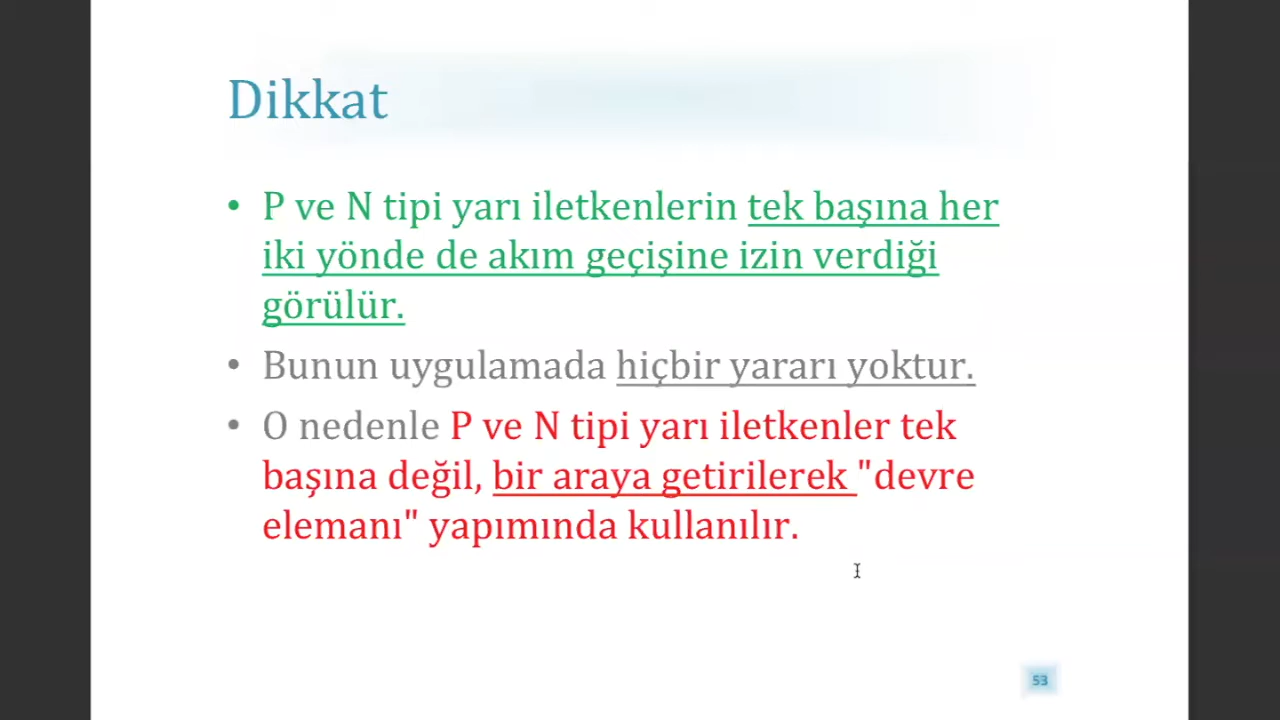 Dikkat
• P ve N tipi yarı iletkenlerin tek başına her
iki yönde de akım geçişine izin verdiği
görülür.
• Bunun uygulamada hiçbir yararı yoktur.
• O nedenle P ve N tipi yarı iletkenler tek
başına değil, bir araya getirilerek "devre
elemanı" yapımında kullanılır.
53